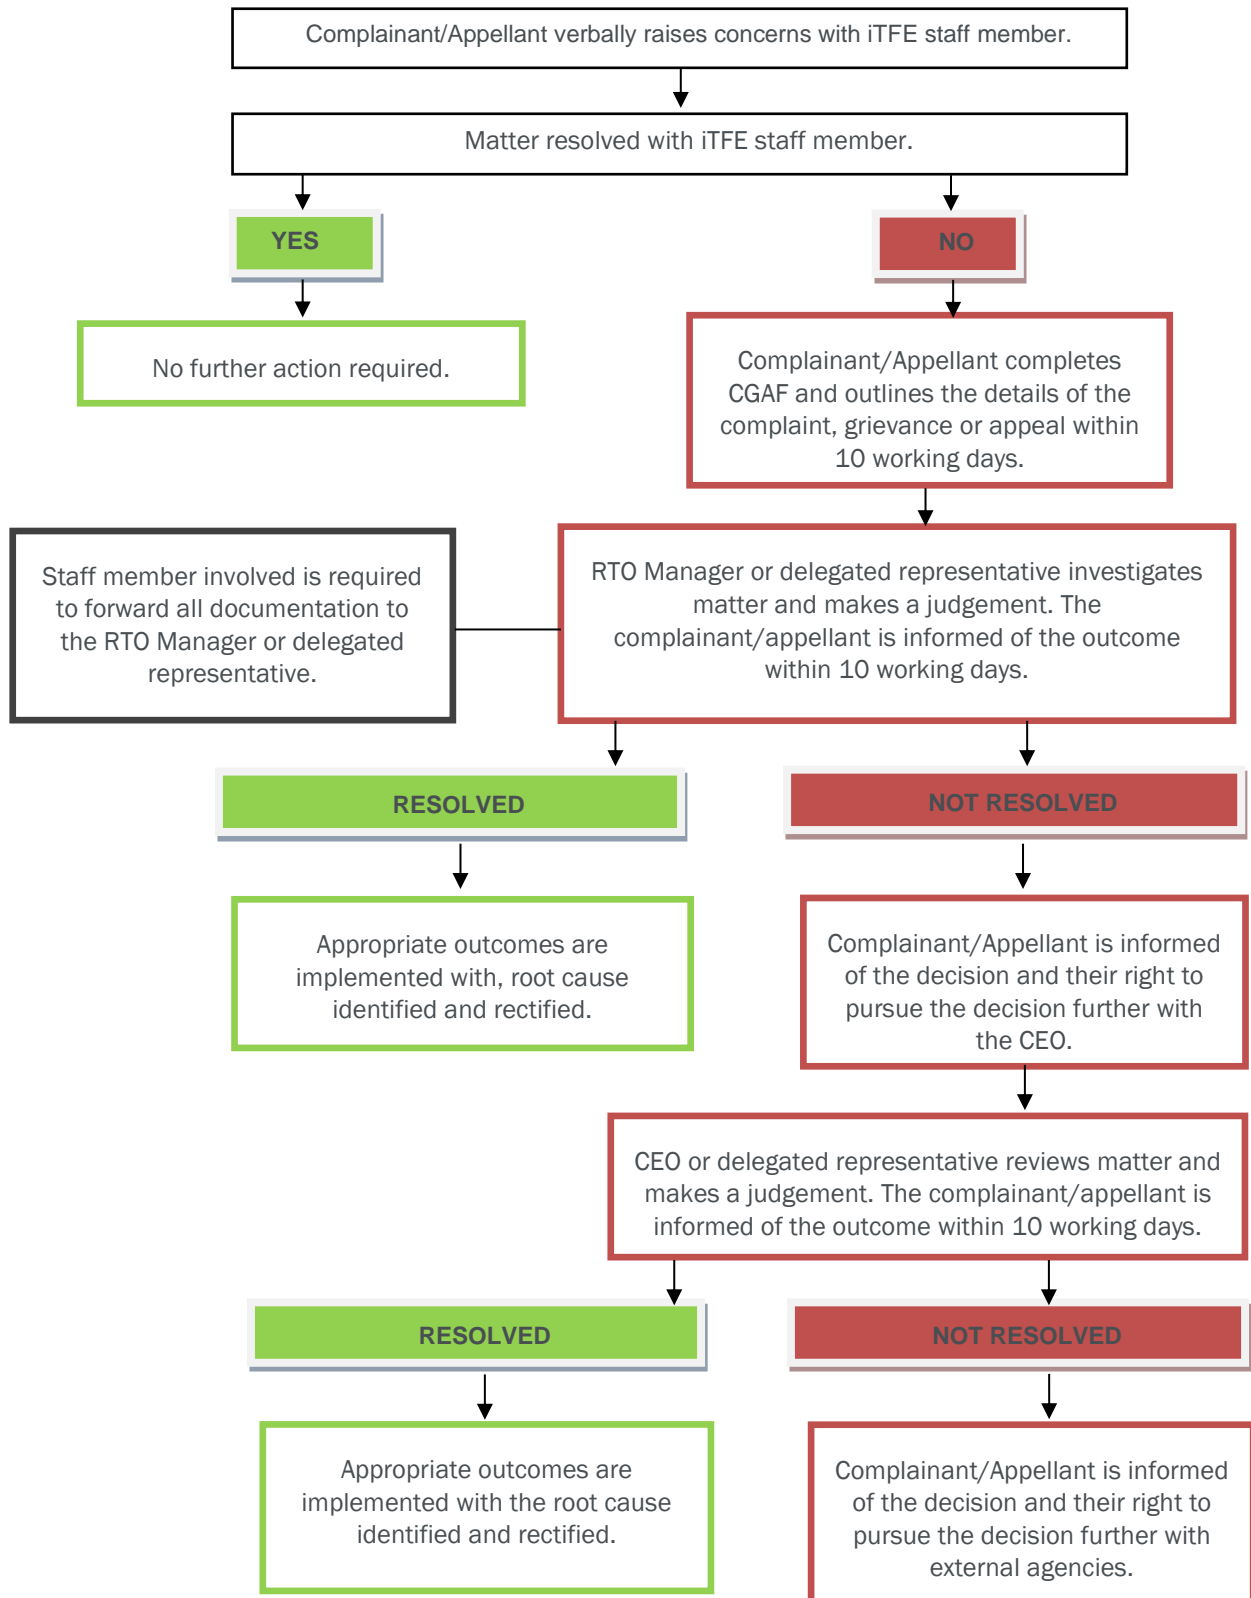 Complainant/Appellant verbally raises concerns with iTFE staff member.
Matter resolved with iTFE staff member.
YES
NO
No further action required.
Complainant/Appellant completes
CGAF and outlines the details of the
complaint, grievance or appeal within
10 working days.
Staff member involved is required
to forward all documentation to
the RTO Manager or delegated
representative.
RTO Manager or delegated representative investigates
matter and makes a judgement. The
complainant/appellant is informed of the outcome
within 10 working days.
RESOLVED
NOT RESOLVED
Appropriate outcomes are
implemented with, root cause
identified and rectified.
Complainant/Appellant is informed
of the decision and their right to
pursue the decision further with
the CEO.
CEO or delegated representative reviews matter and
makes a judgement. The complainant/appellant is
informed of the outcome within 10 working days.
RESOLVED
NOT RESOLVED
Appropriate outcomes are
implemented with the root cause
identified and rectified.
Complainant/Appellant is informed
of the decision and their right to
pursue the decision further with
external agencies.